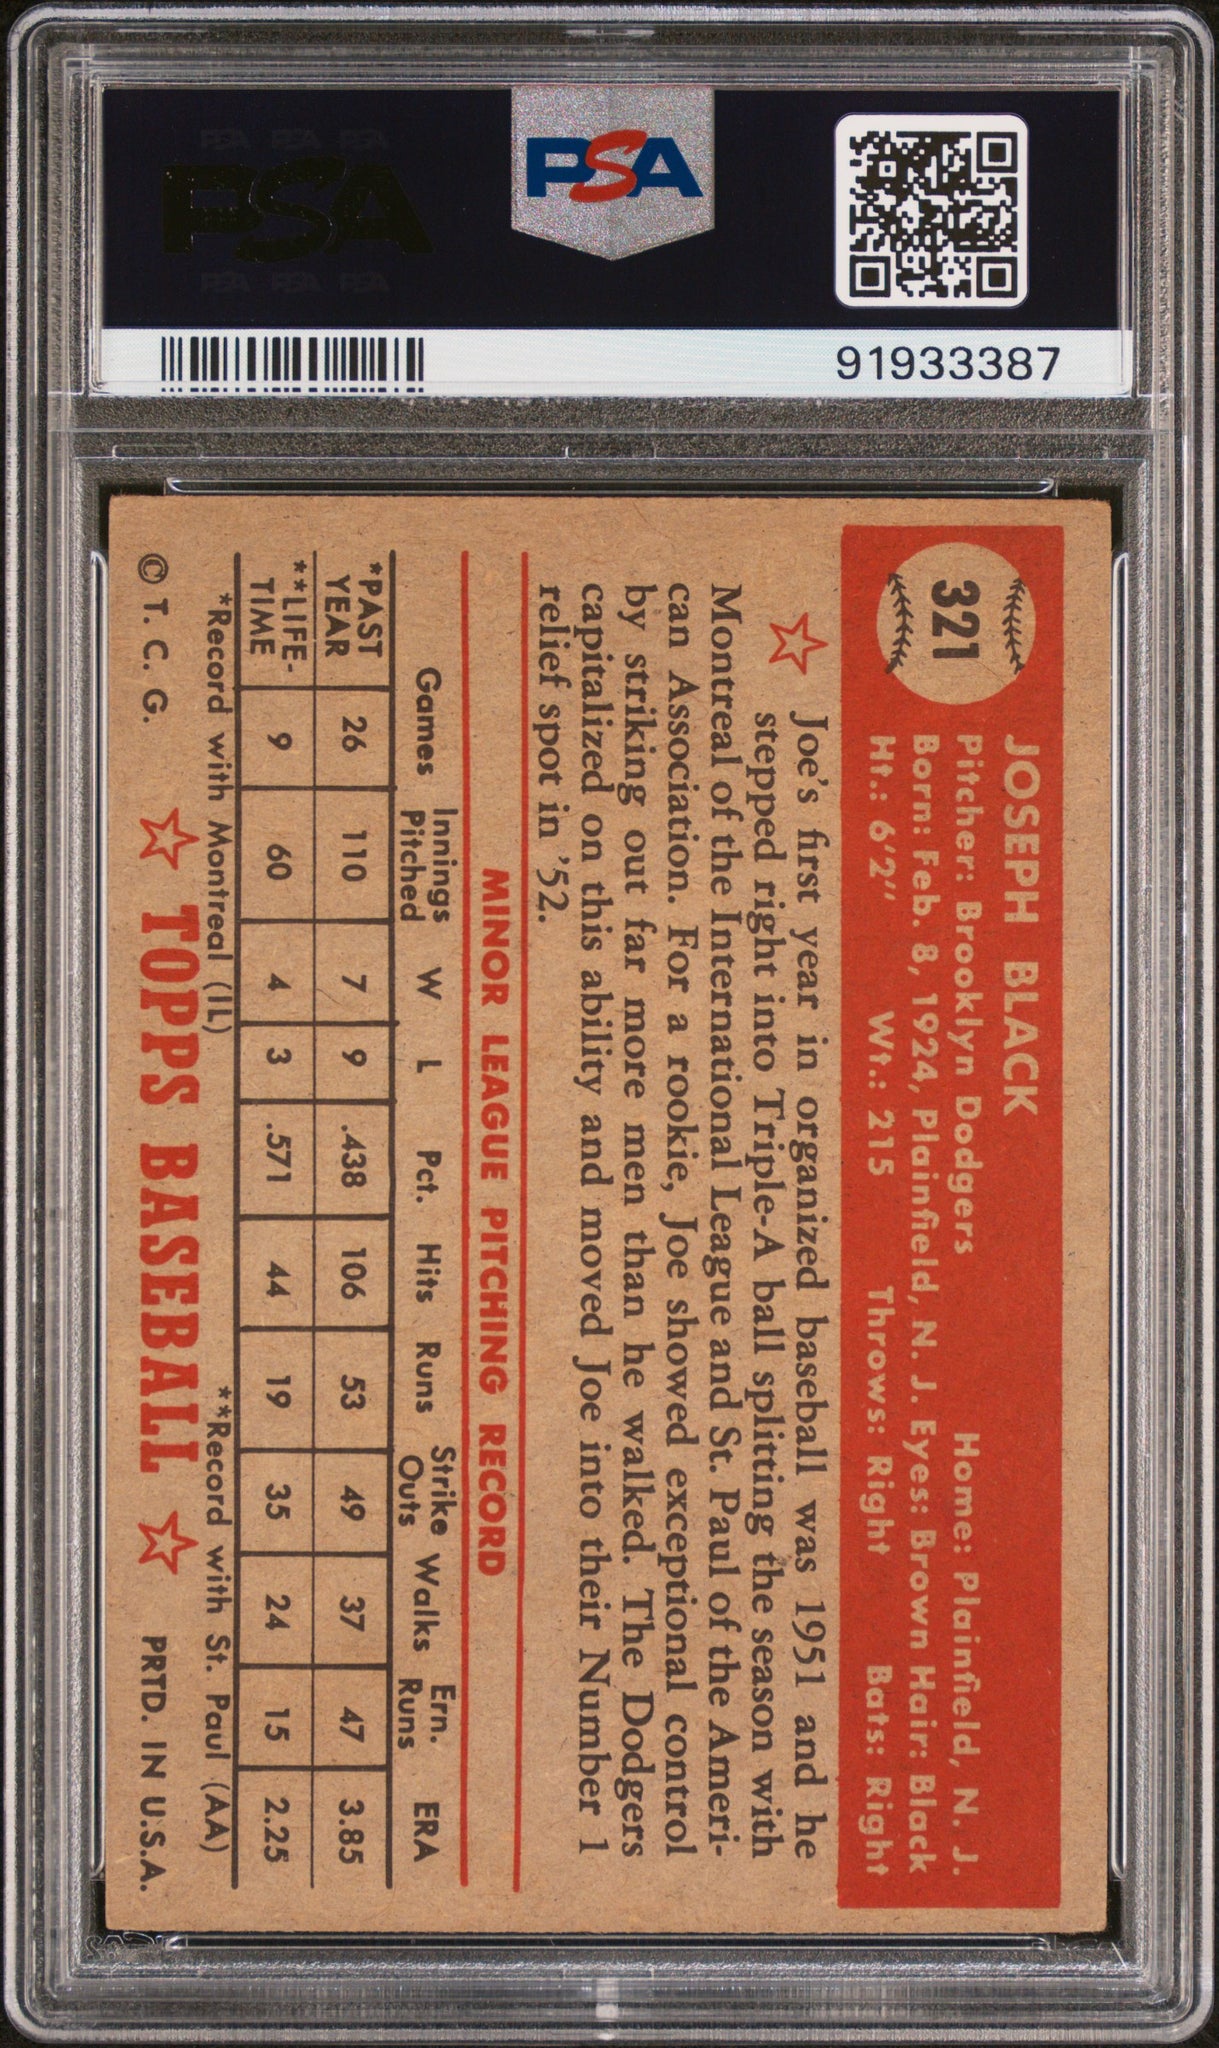 PSA PSA PSA
PSA
PSA PSA PSA
PSA
91933387
321
JOSEPH BLACK
Pitcher: Brooklyn Dodgers Home: Plainfield, N. J.
Born: Feb. 8, 1924, Plainfield, N. J. Eyes: Brown Hair: Black
Ht.: 6'2" Wt.: 215 Throws: Right Bats: Right
Joe's first year in organized baseball was 1951 and he
stepped right into Triple-A ball splitting the season with
Montreal of the International League and St. Paul of the Ameri-
can Association. For a rookie, Joe showed exceptional control
by striking out far more men than he walked. The Dodgers
capitalized on this ability and moved Joe into their Number 1
relief spot in '52.
MINOR LEAGUE PITCHING RECORD
Games Innings Pitched W L Pct. Hits Runs Strike Outs Walks Ern. Runs ERA
*PAST YEAR 26 110 7 9 .438 106 53 49 37 47 3.85
**LIFE-TIME 9 60 4 3 .571 44 19 35 24 15 2.25
*Record with Montreal (IL) **Record with St. Paul (AA)
© T. C. G. TOPPS BASEBALL PRTD. IN U.S.A.